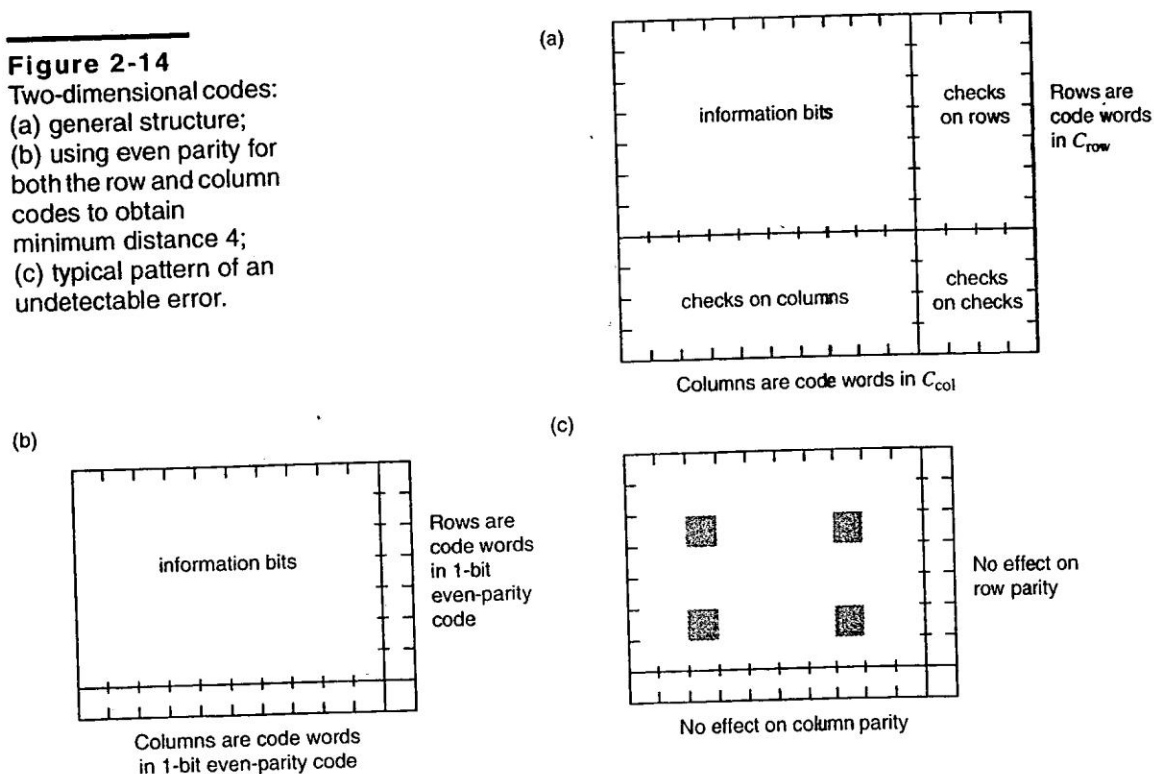 Figure 2-14
Two-dimensional codes:
(a) general structure;
(b) using even parity for
both the row and column
codes to obtain
minimum distance 4;
(c) typical pattern of an
undetectable error.
(a)
information bits
checks
on rows
Rows are
code words
in Crow
checks on columns
checks
on checks
Columns are code words in Ccol
(b)
information bits
Rows are
code words
in 1-bit
even-parity
code
Columns are code words
in 1-bit even-parity code
(c)
No effect on
row parity
No effect on column parity